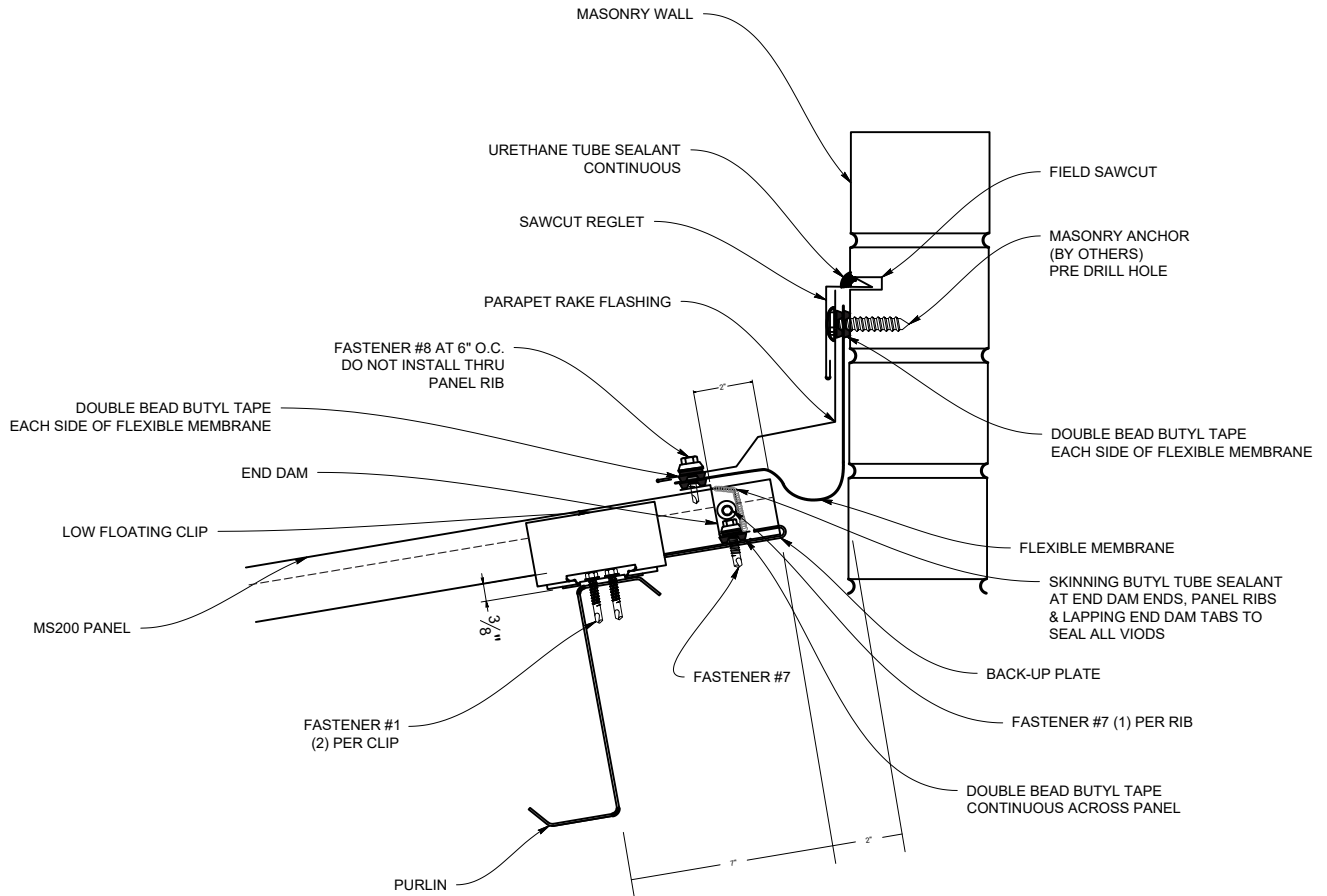 MASONRY WALL
URETHANE TUBE SEALANT
CONTINUOUS
FIELD SAWCUT
SAWCUT REGLET
MASONRY ANCHOR
(BY OTHERS)
PRE DRILL HOLE
PARAPET RAKE FLASHING
FASTENER #8 AT 6" O.C.
DO NOT INSTALL THRU
PANEL RIB
2"
DOUBLE BEAD BUTYL TAPE
EACH SIDE OF FLEXIBLE MEMBRANE
DOUBLE BEAD BUTYL TAPE
EACH SIDE OF FLEXIBLE MEMBRANE
END DAM
LOW FLOATING CLIP
FLEXIBLE MEMBRANE
SKINNING BUTYL TUBE SEALANT
AT END DAM ENDS, PANEL RIBS
& LAPPING END DAM TABS TO
SEAL ALL VIODS
MS200 PANEL
3/8"
FASTENER #7
BACK-UP PLATE
FASTENER #1
(2) PER CLIP
FASTENER #7 (1) PER RIB
DOUBLE BEAD BUTYL TAPE
CONTINUOUS ACROSS PANEL
2"
7"
PURLIN